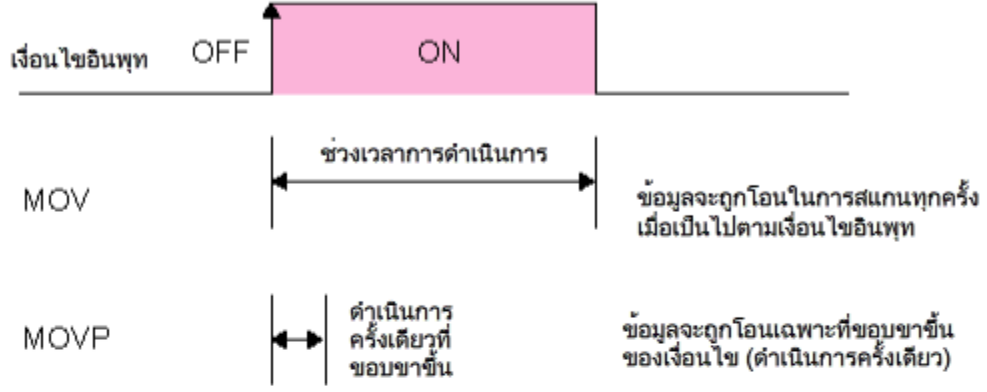 เงื่อนไขอินพุท OFF ON
ช่วงเวลาการดำเนินการ
MOV
ข้อมูลจะถูกโอนในการสแกนทุกครั้ง
เมื่อเป็นไปตามเงื่อนไขอินพุท
MOVP
ดำเนินการ
ครั้งเดียวที่
ขอบขาขึ้น
ข้อมูลจะถูกโอนเฉพาะที่ขอบขาขึ้น
ของเงื่อนไข (ดำเนินการครั้งเดียว)